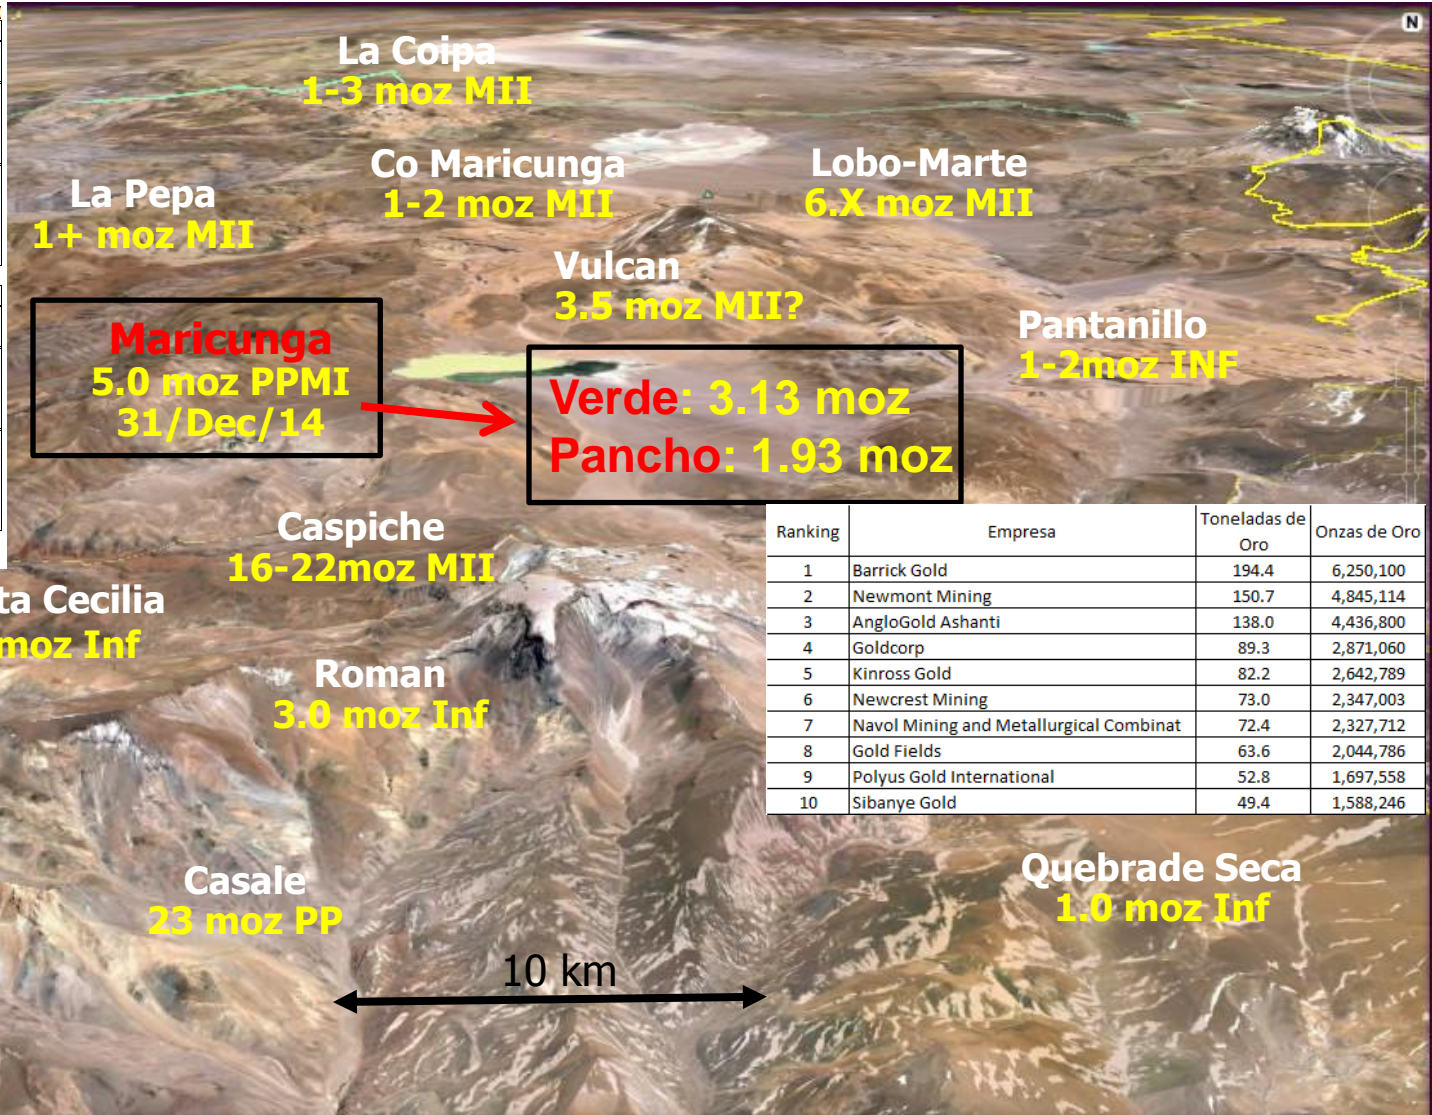 N
La Coipa
1-3 moz MII
Co Maricunga
1-2 moz MII
Lobo-Marte
6.X moz MII
La Pepa
1+ moz MII
Vulcan
3.5 moz MII?
Pantanillo
1-2moz INF
Maricunga
5.0 moz PPMI
31/Dec/14
Verde: 3.13 moz
Pancho: 1.93 moz
Caspiche
16-22moz MII
ta Cecilia
moz Inf
Roman
3.0 moz Inf
Ranking Empresa Toneladas de Oro Onzas de Oro
1 Barrick Gold 194.4 6,250,100
2 Newmont Mining 150.7 4,845,114
3 AngloGold Ashanti 138.0 4,436,800
4 Goldcorp 89.3 2,871,060
5 Kinross Gold 82.2 2,642,789
6 Newcrest Mining 73.0 2,347,003
7 Navol Mining and Metallurgical Combinat 72.4 2,327,712
8 Gold Fields 63.6 2,044,786
9 Polyus Gold International 52.8 1,697,558
10 Sibanye Gold 49.4 1,588,246
Casale
23 moz PP
Quebrade Seca
1.0 moz Inf
10 km